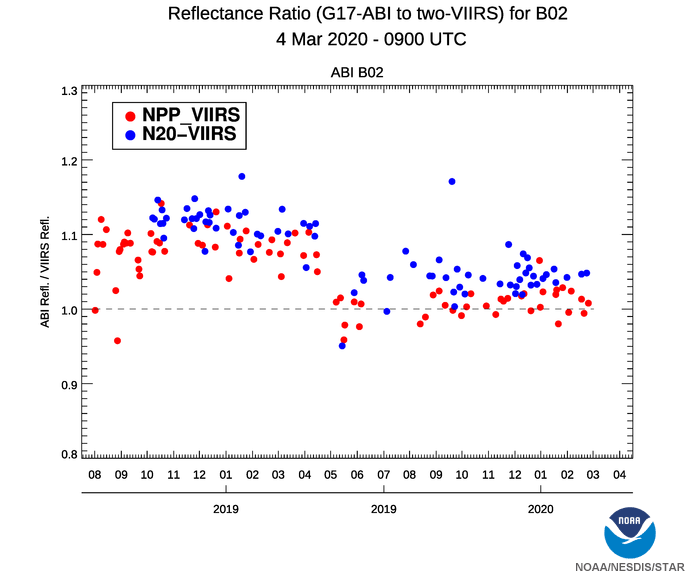 Reflectance Ratio (G17-ABI to two-VIIRS) for B02
4 Mar 2020 - 0900 UTC
ABI B02
NPP_VIIRS
N20-VIIRS
ABI Refl. / VIIRS Refl.
1.3
1.2
1.1
1.0
0.9
0.8
08 09 10 11 12 01 02 03 04 05 06 07 08 09 10 11 12 01 02 03 04
2019 2019 2020
NOAA
NOAA/NESDIS/STAR